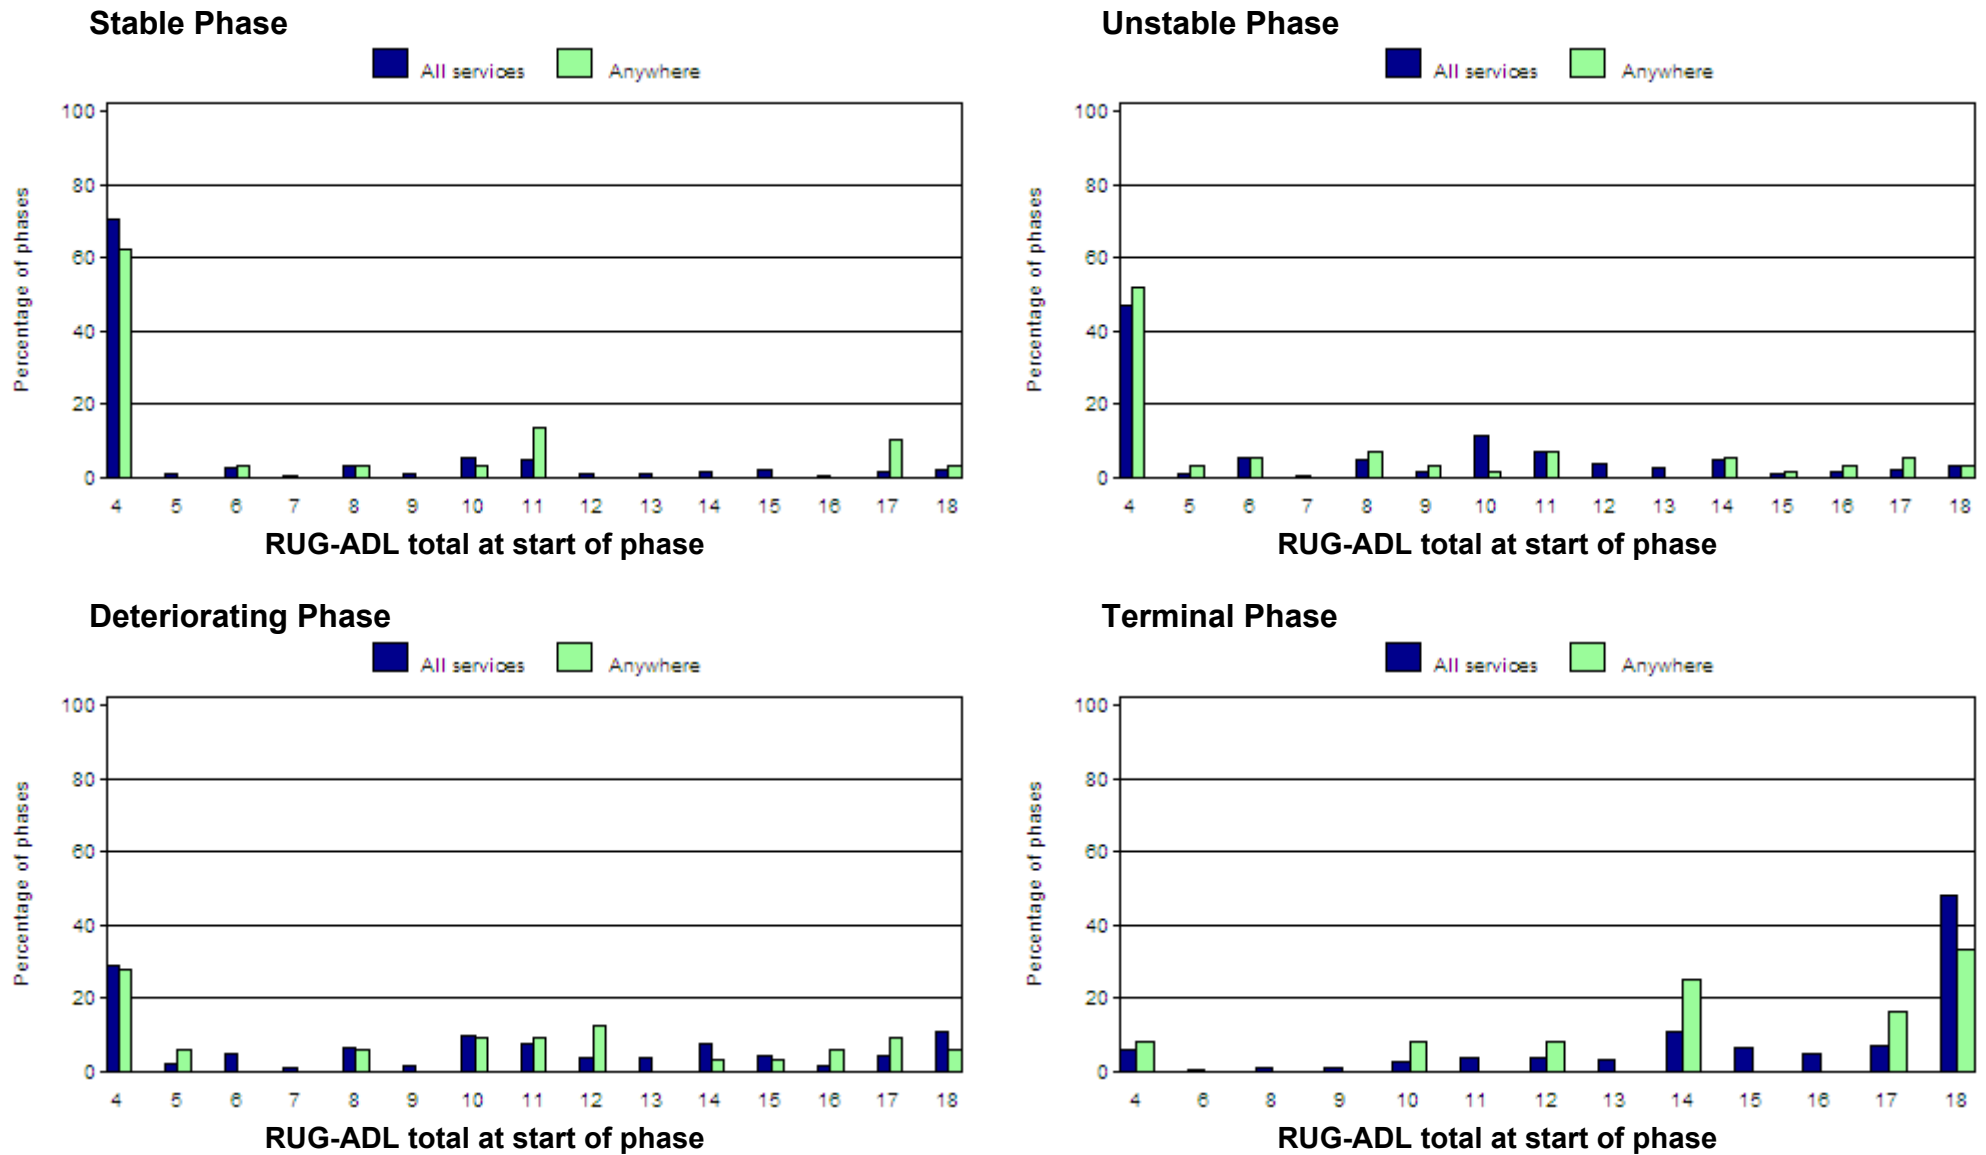 Stable Phase
All services Anywhere
100
80
60
40
20
0
Percentage of phases
4 5 6 7 8 9 10 11 12 13 14 15 16 17 18
RUG-ADL total at start of phase
Unstable Phase
All services Anywhere
100
80
60
40
20
0
Percentage of phases
4 5 6 7 8 9 10 11 12 13 14 15 16 17 18
RUG-ADL total at start of phase
Deteriorating Phase
All services Anywhere
100
80
60
40
20
0
Percentage of phases
4 5 6 7 8 9 10 11 12 13 14 15 16 17 18
RUG-ADL total at start of phase
Terminal Phase
All services Anywhere
100
80
60
40
20
0
Percentage of phases
4 6 8 9 10 11 12 13 14 15 16 17 18
RUG-ADL total at start of phase